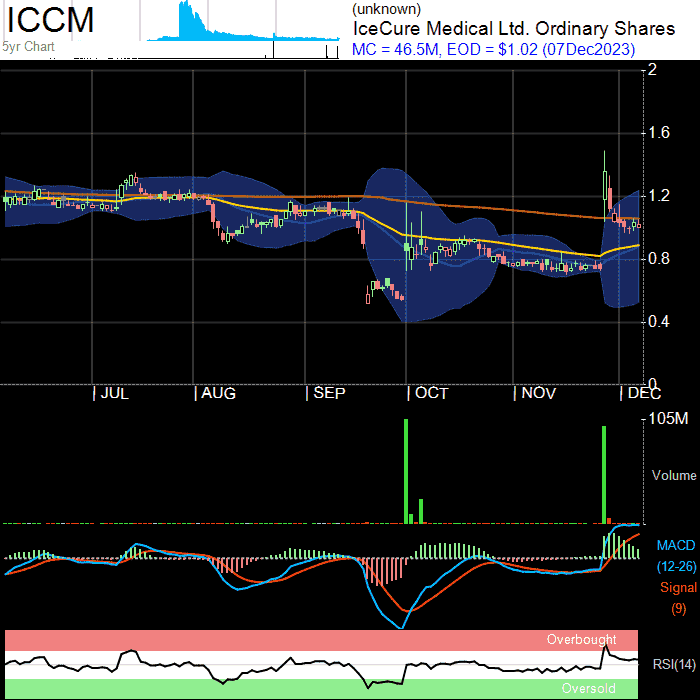 ICCM
5yr Chart
(unknown)
IceCure Medical Ltd. Ordinary Shares
MC = 46.5M, EOD = $1.02 (07Dec2023)
2
1.6
1.2
0.8
0.4
0
JUL AUG SEP OCT NOV DEC
105M
Volume
MACD
(12-26)
Signal
(9)
Overbought
RSI(14)
Oversold